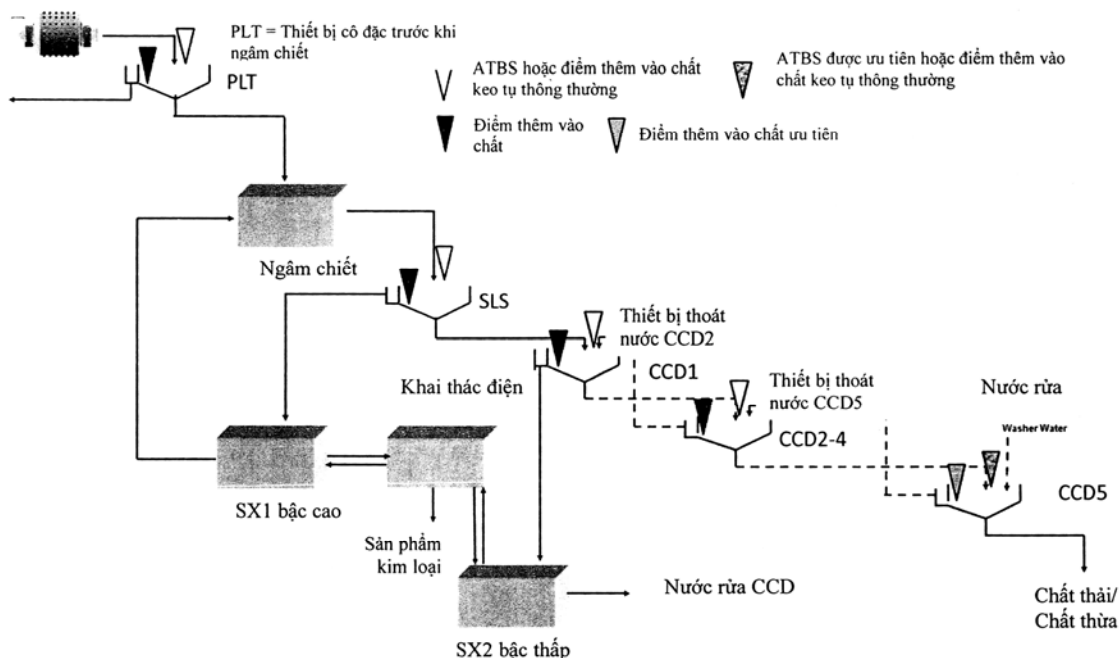 PLT = Thiết bị cô đặc trước khi
ngâm chiết
PLT
ATBS hoặc điểm thêm vào chất
keo tụ thông thường
ATBS được ưu tiên hoặc điểm thêm vào
chất keo tụ thông thường
Điểm thêm vào
chất
Điểm thêm vào chất ưu tiên
Ngâm chiết
SLS
Thiết bị thoát
nước CCD2
Khai thác điện
CCD1
Thiết bị thoát
nước CCD5
Nước rửa
Washer Water
CCD2-4
CCD5
SX1 bậc cao
Sản phẩm
kim loại
Nước rửa CCD
Chất thải/
Chất thừa
SX2 bậc thấp